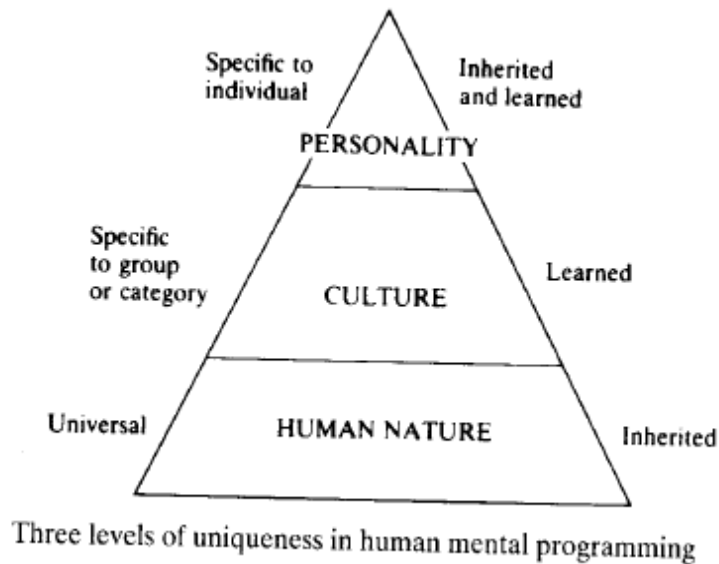 Specific to
individual
Inherited
and learned
PERSONALITY
Specific
to group
or category
CULTURE
Learned
Universal
HUMAN NATURE
Inherited
Three levels of uniqueness in human mental programming